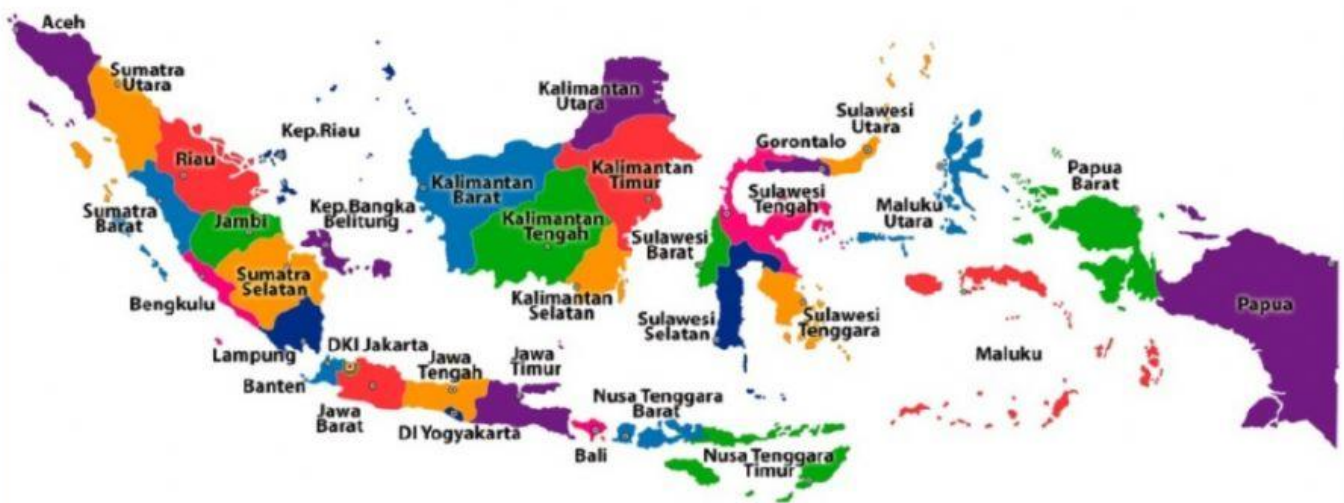 Aceh
Sumatra
Utara
Kep.Riau
Riau
Sumatra
Barat
Jambi
Kep.Bangka
Belitung
Sumatra
Selatan
Bengkulu
Lampung
DKI Jakarta
Banten
Jawa
Barat
Jawa
Tengah
DI Yogyakarta
Jawa
Timur
Bali
Nusa Tenggara
Barat
Nusa Tenggara
Timur
Kalimantan
Utara
Kalimantan
Barat
Kalimantan
Timur
Kalimantan
Tengah
Kalimantan
Selatan
Gorontalo
Sulawesi
Utara
Sulawesi
Tengah
Sulawesi
Barat
Sulawesi
Selatan
Sulawesi
Tenggara
Maluku
Utara
Maluku
Papua
Barat
Papua